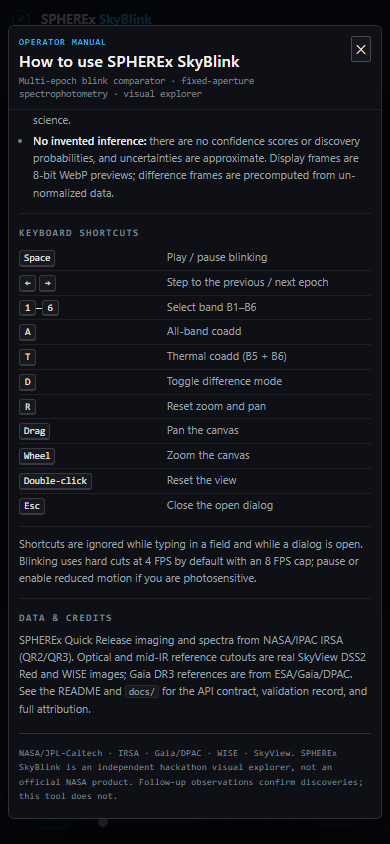 SPHEREx SkyBlink
OPERATOR MANUAL
How to use SPHEREx SkyBlink
Multi-epoch blink comparator · fixed-aperture
spectrophotometry · visual explorer
science.
No invented inference: there are no confidence scores or discovery
probabilities, and uncertainties are approximate. Display frames are
8-bit WebP previews; difference frames are precomputed from un-
normalized data.
KEYBOARD SHORTCUTS
Space Play / pause blinking
← → Step to the previous / next epoch
1–6 Select band B1–B6
A All-band coadd
T Thermal coadd (B5 + B6)
D Toggle difference mode
R Reset zoom and pan
Drag Pan the canvas
Wheel Zoom the canvas
Double-click Reset the view
Esc Close the open dialog
Shortcuts are ignored while typing in a field and while a dialog is open.
Blinking uses hard cuts at 4 FPS by default with an 8 FPS cap; pause or
enable reduced motion if you are photosensitive.
DATA & CREDITS
SPHEREx Quick Release imaging and spectra from NASA/IPAC IRSA
(QR2/QR3). Optical and mid-IR reference cutouts are real SkyView DSS2
Red and WISE images; Gaia DR3 references are from ESA/Gaia/DPAC.
See the README and docs/ for the API contract, validation record, and
full attribution.
NASA/JPL-Caltech · IRSA · Gaia/DPAC · WISE · SkyView. SPHEREx
SkyBlink is an independent hackathon visual explorer, not an
official NASA product. Follow-up observations confirm discoveries;
this tool does not.